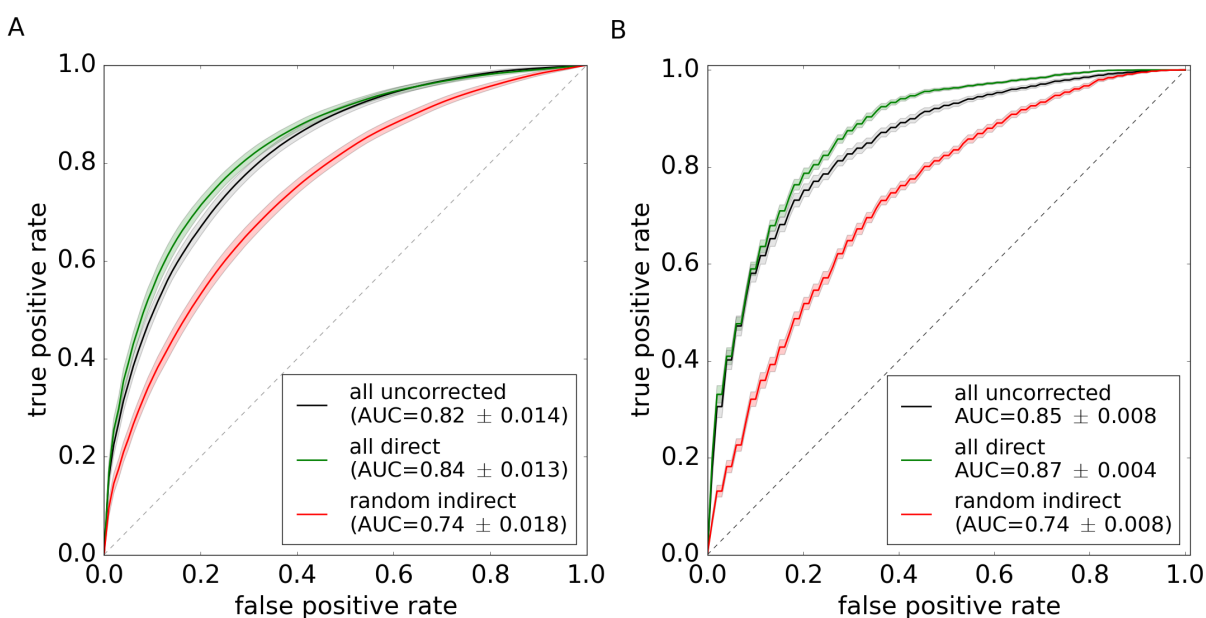 A
1.0
0.8
0.6
0.4
0.2
0.0
true positive rate
all uncorrected
(AUC=0.82 ± 0.014)
all direct
(AUC=0.84 ± 0.013)
random indirect
(AUC=0.74 ± 0.018)
0.0 0.2 0.4 0.6 0.8 1.0
false positive rate
B
1.0
0.8
0.6
0.4
0.2
0.0
true positive rate
all uncorrected
AUC=0.85 ± 0.008
all direct
AUC=0.87 ± 0.004
random indirect
(AUC=0.74 ± 0.008)
0.0 0.2 0.4 0.6 0.8 1.0
false positive rate